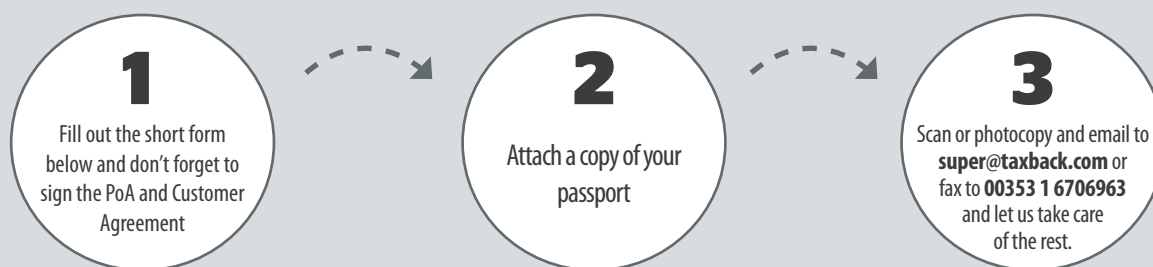 1
Fill out the short form
below and don't forget to
sign the PoA and Customer
Agreement
2
Attach a copy of your
passport
3
Scan or photocopy and email to
super@taxback.com or
fax to 00353 1 6706963
and let us take care
of the rest.